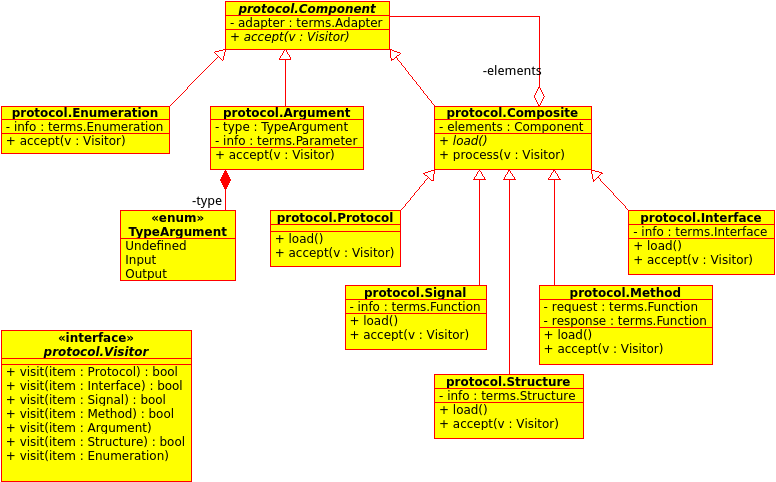 protocol.Component
- adapter : terms.Adapter
+ accept(v : Visitor)
-elements
protocol.Enumeration
- info : terms.Enumeration
+ accept(v : Visitor)
protocol.Argument
- type : TypeArgument
- info : terms.Parameter
+ accept(v : Visitor)
protocol.Composite
- elements : Component
+ load()
+ process(v : Visitor)
-type
«enum»
TypeArgument
Undefined
Input
Output
protocol.Protocol
+ load()
+ accept(v : Visitor)
protocol.Interface
- info : terms.Interface
+ load()
+ accept(v : Visitor)
protocol.Signal
- info : terms.Function
+ load()
+ accept(v : Visitor)
protocol.Method
- request : terms.Function
- response : terms.Function
+ load()
+ accept(v : Visitor)
«interface»
protocol.Visitor
+ visit(item : Protocol) : bool
+ visit(item : Interface) : bool
+ visit(item : Signal) : bool
+ visit(item : Method) : bool
+ visit(item : Argument)
+ visit(item : Structure) : bool
+ visit(item : Enumeration)
protocol.Structure
- info : terms.Structure
+ load()
+ accept(v : Visitor)